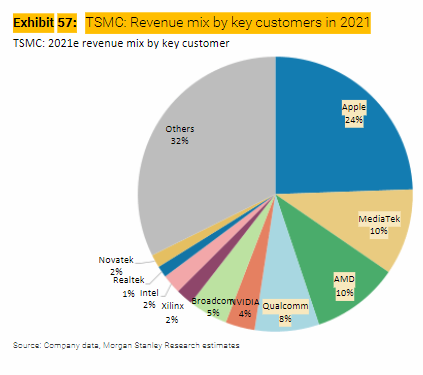 Exhibit 57: TSMC: Revenue mix by key customers in 2021
TSMC: 2021e revenue mix by key customer
Apple
24%
MediaTek
10%
AMD
10%
Qualcomm
8%
NVIDIA
4%
Broadcom
5%
Xilinx
2%
Intel
2%
Realtek
1%
Novatek
2%
Others
32%
Source: Company data, Morgan Stanley Research estimates